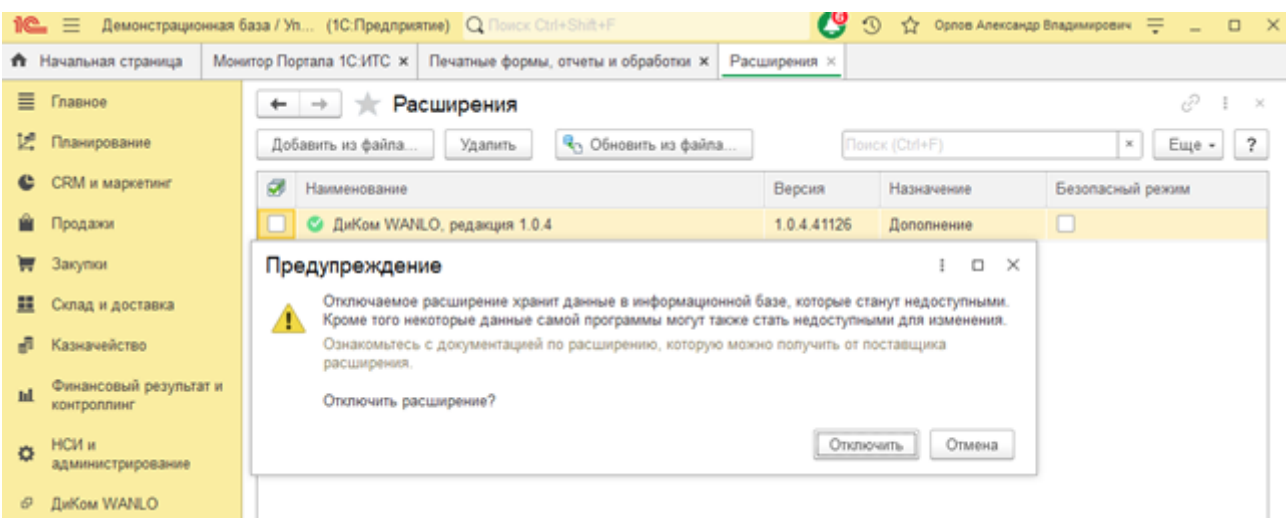 1С Демонстрационная база / Уп... (1С:Предприятие) Поиск Ctrl+Shift+F 9 Орлов Александр Владимирович
Начальная страница Монитор Портала 1С:ИТС × Печатные формы, отчеты и обработки × Расширения ×
Главное
Планирование
CRM и маркетинг
Продажи
Закупки
Склад и доставка
Казначейство
Финансовый результат и
контроллинг
НСИ и
администрирование
ДиКом WANLO
Расширения
Добавить из файла... Удалить Обновить из файла... Поиск (Ctrl+F) × Еще ?
Наименование Версия Назначение Безопасный режим
ДиКом WANLO, редакция 1.0.4 1.0.4.41126 Дополнение
Предупреждение
Отключаемое расширение хранит данные в информационной базе, которые станут недоступными.
Кроме того некоторые данные самой программы могут также стать недоступными для изменения.
Ознакомьтесь с документацией по расширению, которую можно получить от поставщика
расширения.
Отключить расширение?
Отключить Отмена